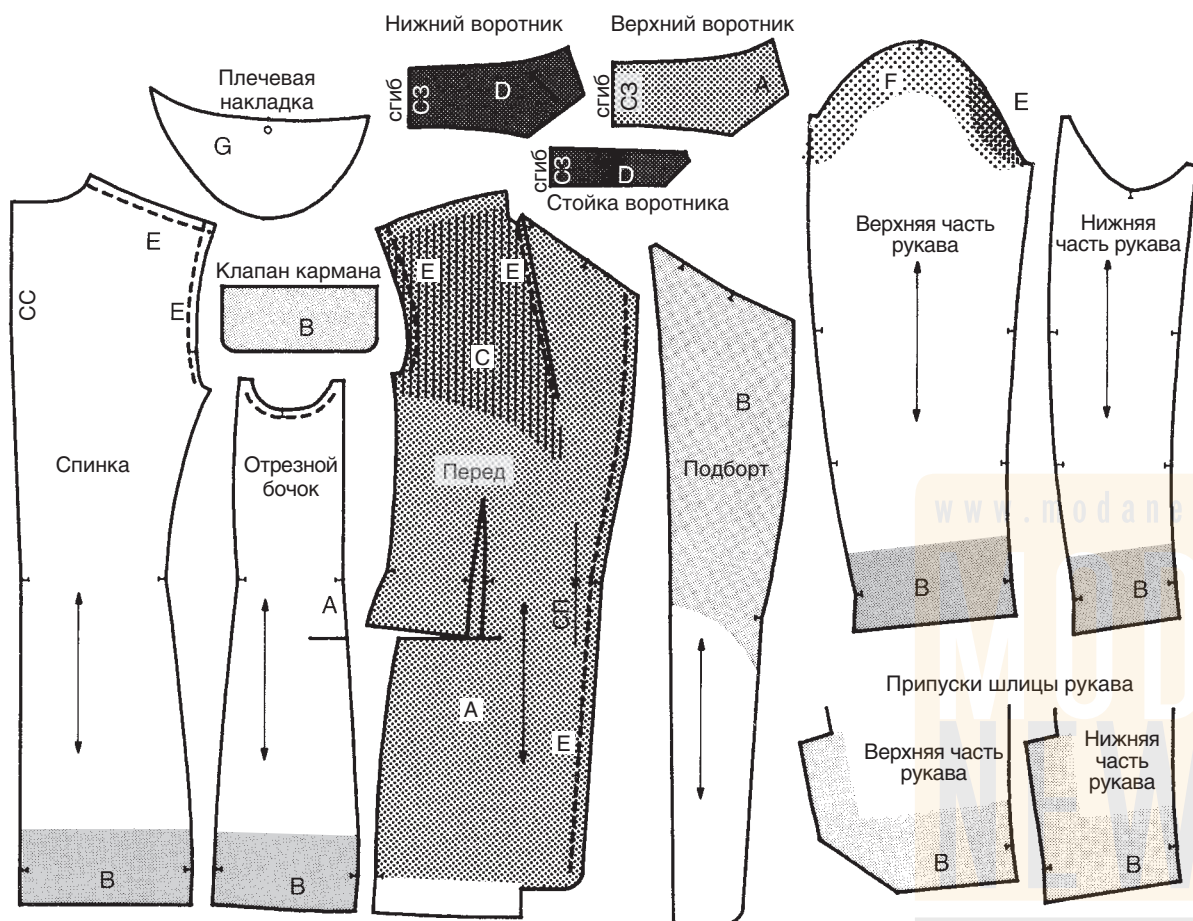 Нижний воротник
Верхний воротник
Плечевая
накладка
сгиб
СЗ
D
сгиб
СЗ
A
F
E
G
сгиб
СЗ
D
Стойка воротника
E
E
СС
Клапан кармана
B
E
E
C
Верхняя часть
рукава
Нижняя
часть рукава
B
Спинка
Отрезной
бочок
Перед
Подборт
www.modane
MOD
NEW
A
СП
B
B
A
E
B
B
Припуски шлицы рукава
Верхняя часть
рукава
Нижняя
часть
рукава
B
B